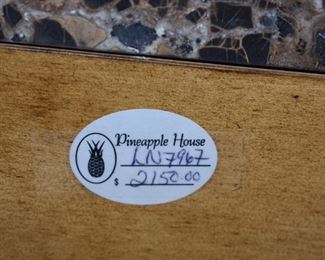 Pineapple House
LN7967
$ 2150.00